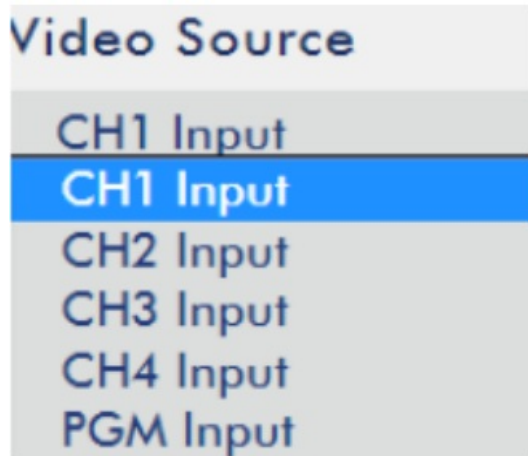 Video Source
CH1 Input
CH1 Input
CH2 Input
CH3 Input
CH4 Input
PGM Input